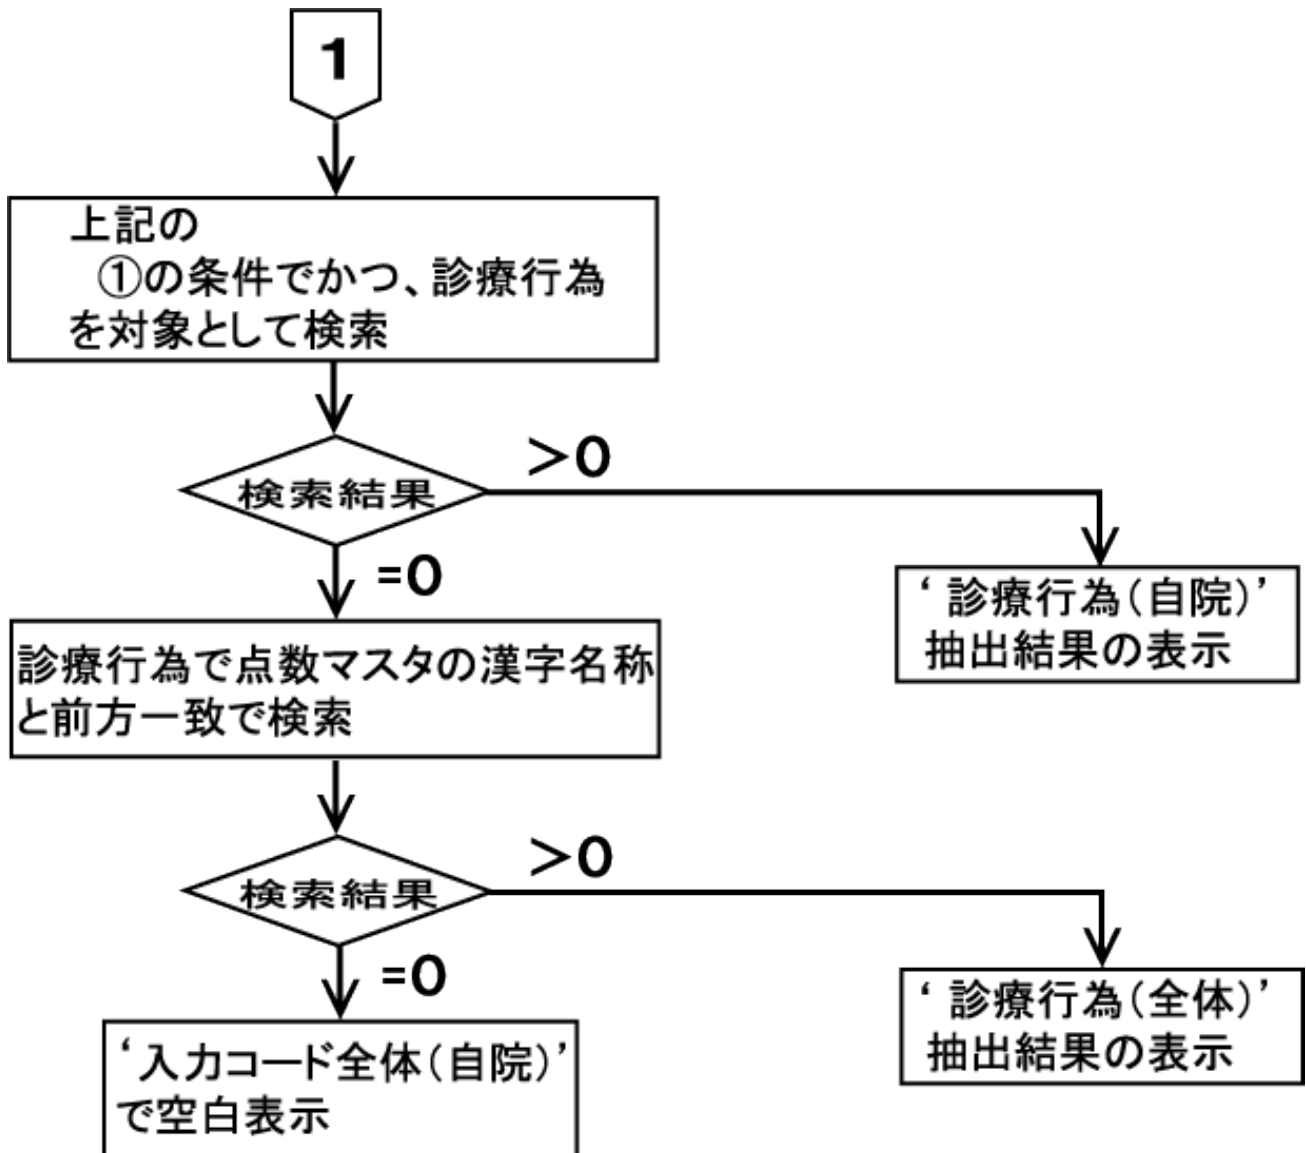 1
上記の
①の条件でかつ、診療行為
を対象として検索
検索結果
>0
=0
‘診療行為(自院)’
抽出結果の表示
診療行為で点数マスタの漢字名称
と前方一致で検索
検索結果
>0
=0
‘診療行為(全体)’
抽出結果の表示
‘入力コード全体(自院)’
で空白表示